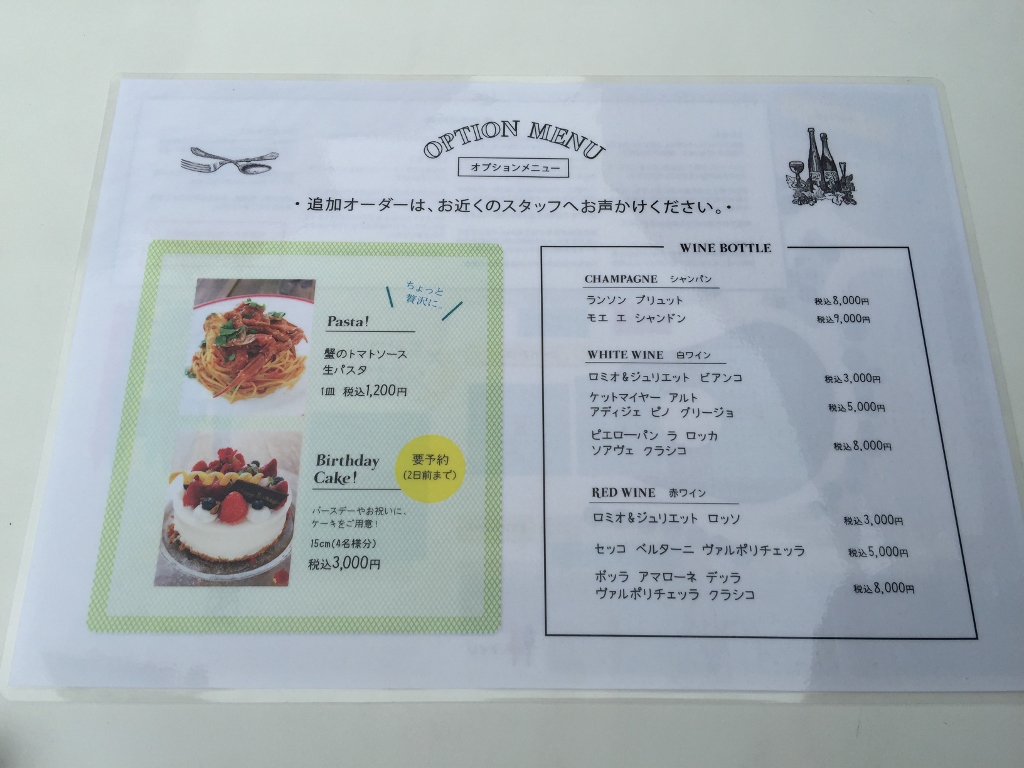 OPTION MENU
オプションメニュー
・追加オーダーは、お近くのスタッフへお声かけください。・
ちょっと
贅沢に
Pasta!
蟹のトマトソース
生パスタ
1皿 税込1,200円
Birthday
Cake!
要予約
(2日前まで)
バースデーやお祝いに、
ケーキをご用意!
15cm(4名様分)
税込3,000円
WINE BOTTLE
CHAMPAGNE シャンパン
ランソン ブリュット 税込8,000円
モエ エ シャンドン 税込9,000円
WHITE WINE 白ワイン
ロミオ&ジュリエット ビアンコ 税込3,000円
ケットマイヤー アルト
アディジェ ピノ グリージョ 税込5,000円
ピエローパン ラ ロッカ
ソアヴェ クラシコ 税込8,000円
RED WINE 赤ワイン
ロミオ&ジュリエット ロッソ 税込3,000円
セッコ ベルターニ ヴァルポリチェッラ 税込5,000円
ボッラ アマローネ デッラ
ヴァルポリチェッラ クラシコ 税込8,000円